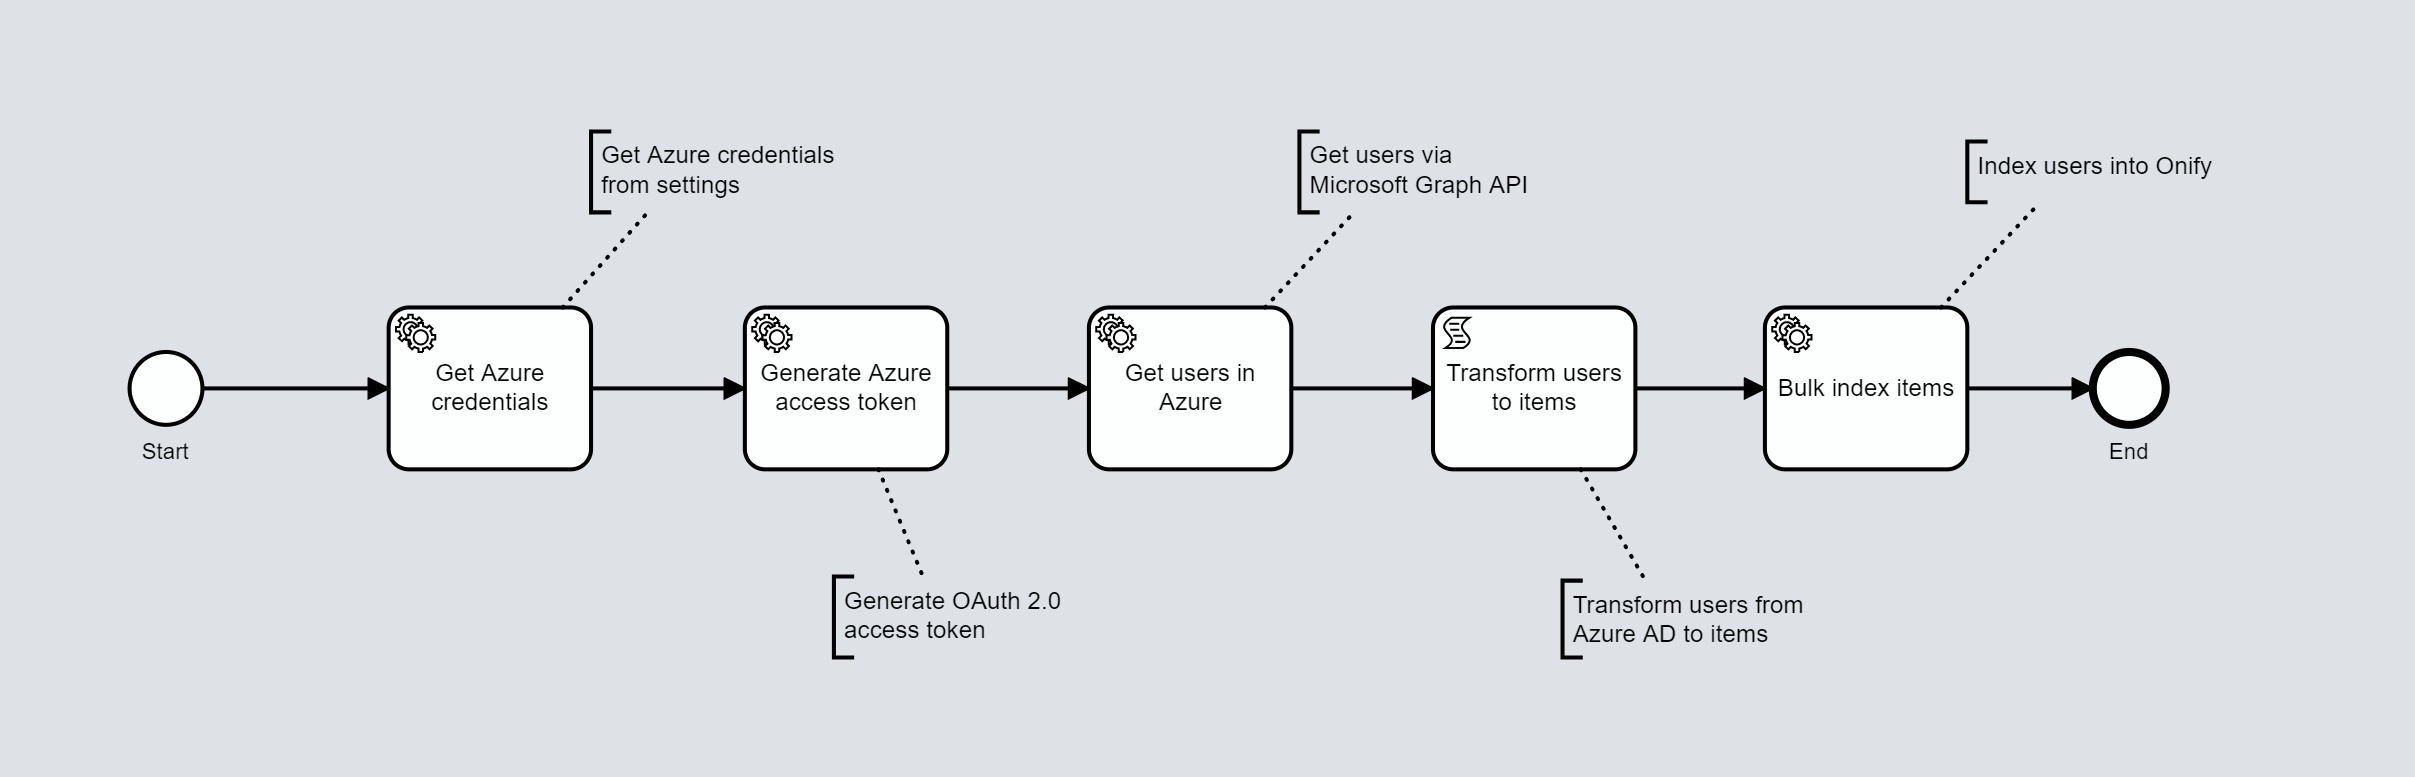 Get Azure credentials
from settings
Get users via
Microsoft Graph API
Index users into Onify
Start
Get Azure
credentials
Generate Azure
access token
Get users in
Azure
Transform users
to items
Bulk index items
End
Generate OAuth 2.0
access token
Transform users from
Azure AD to items